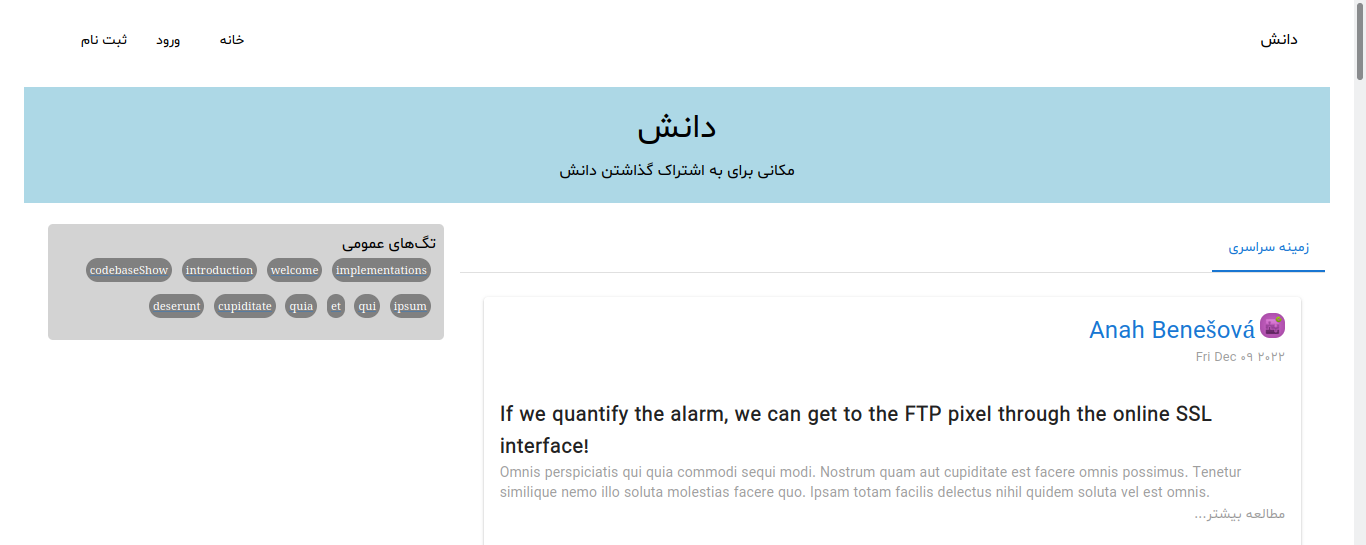 دانش
خانه
ورود
ثبت نام
دانش
مکانی برای به اشتراک گذاشتن دانش
زمینه سراسری
Anah Benešová
Fri Dec ۰۹ ۲۰۲۲
If we quantify the alarm, we can get to the FTP pixel through the online SSL
interface!
Omnis perspiciatis qui quia commodi sequi modi. Nostrum quam aut cupiditate est facere omnis possimus. Tenetur
similique nemo illo soluta molestias facere quo. Ipsam totam facilis delectus nihil quidem soluta vel est omnis.
مطالعه بیشتر...
تگ‌های عمومی
implementations
welcome
introduction
codebaseShow
ipsum
qui
et
quia
cupiditate
deserunt